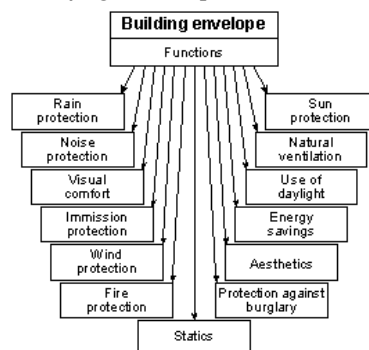 Building envelope
Functions
Rain
protection
Sun
protection
Noise
protection
Natural
ventilation
Visual
comfort
Use of
daylight
Immission
protection
Energy
savings
Wind
protection
Aesthetics
Fire
protection
Protection against
burglary
Statics